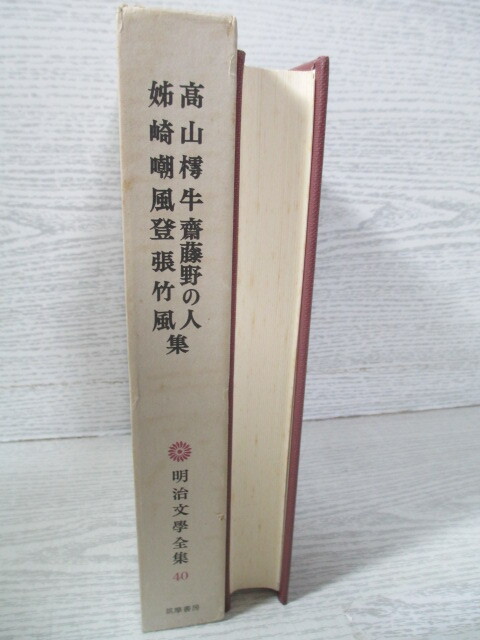 高山樗牛齋藤野の人
姊崎嘲風登張竹風
集
明治文學全集
40
筑摩書房